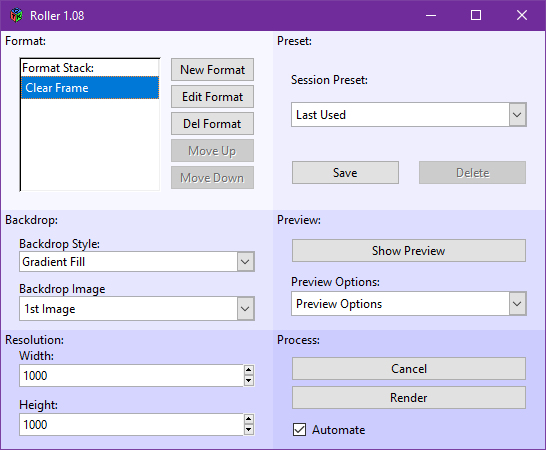 Roller 1.08
Format:
Format Stack:
Clear Frame
New Format
Edit Format
Del Format
Move Up
Move Down
Preset:
Session Preset:
Last Used
Save
Delete
Backdrop:
Backdrop Style:
Gradient Fill
Backdrop Image
1st Image
Preview:
Show Preview
Preview Options:
Preview Options
Resolution:
Width:
1000
Height:
1000
Process:
Cancel
Render
Automate